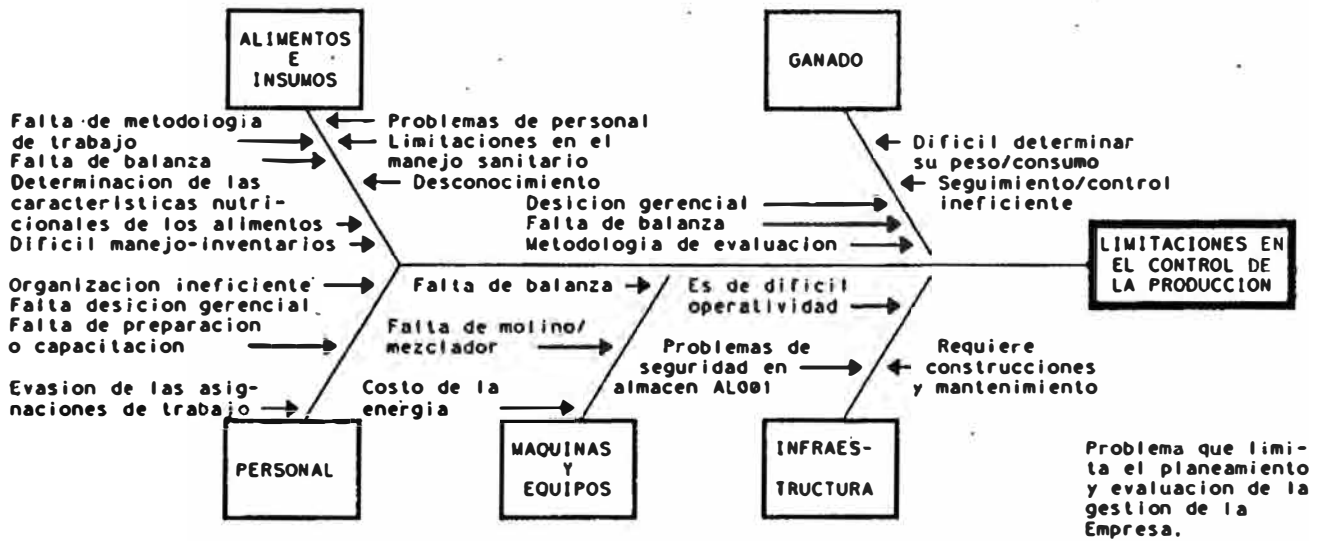 ALIMENTOS
E
INSUMOS
GANADO
Falta de metodologia
de trabajo
Falta de balanza
Determinacion de las
caracteristicas nutri-
cionales de los alimentos
Dificil manejo-inventarios
Problemas de personal
Limitaciones en el
manejo sanitario
Desconocimiento
Desicion gerencial
Falta de balanza
Metodologia de evaluacion
Dificil determinar
su peso/consumo
Seguimiento/control
ineficiente
LIMITACIONES EN
EL CONTROL DE
LA PRODUCCION
Organizacion ineficiente
Falta desicion gerencial
Falta de preparacion
o capacitacion
Evasion de las asig-
naciones de trabajo
Falta de balanza
Falta de molino/
mezclador
Costo de la
energia
Es de dificil
operatividad
Problemas de
seguridad en
almacen AL001
Requiere
construcciones
y mantenimiento
PERSONAL
MAQUINAS
Y
EQUIPOS
INFRAES-
TRUCTURA
Problema que limi-
ta el planeamiento
y evaluacion de la
gestion de la
Empresa.